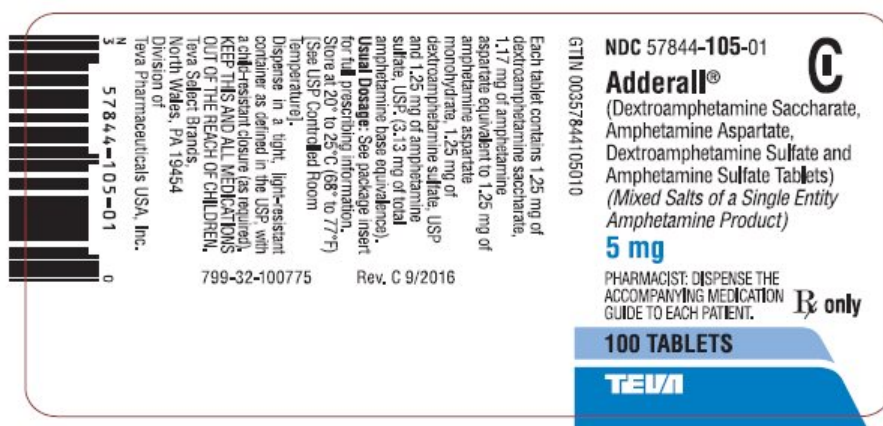 NDC 57844-105-01
CII
Adderall®
(Dextroamphetamine Saccharate,
Amphetamine Aspartate,
Dextroamphetamine Sulfate and
Amphetamine Sulfate Tablets)
(Mixed Salts of a Single Entity
Amphetamine Product)
5 mg
PHARMACIST: DISPENSE THE
ACCOMPANYING MEDICATION
GUIDE TO EACH PATIENT.
Rx only
100 TABLETS
TEVA
GTIN 00357844105010
Each tablet contains 1.25 mg of
dextroamphetamine saccharate,
1.17 mg of amphetamine
aspartate equivalent to 1.25 mg of
amphetamine aspartate
monohydrate, 1.25 mg of
dextroamphetamine sulfate, USP
and 1.25 mg of amphetamine
sulfate, USP. (3.13 mg of total
amphetamine base equivalence).
Usual Dosage: See package insert
for full prescribing information.
Store at 20° to 25°C (68° to 77°F)
[See USP Controlled Room
Temperature].
Dispense in a tight, light-resistant
container as defined in the USP, with
a child-resistant closure (as required).
KEEP THIS AND ALL MEDICATIONS
OUT OF THE REACH OF CHILDREN.
Teva Select Brands,
North Wales, PA 19454
Division of
Teva Pharmaceuticals USA, Inc.
799-32-100775
Rev. C 9/2016
N
3 57844-105-01 0